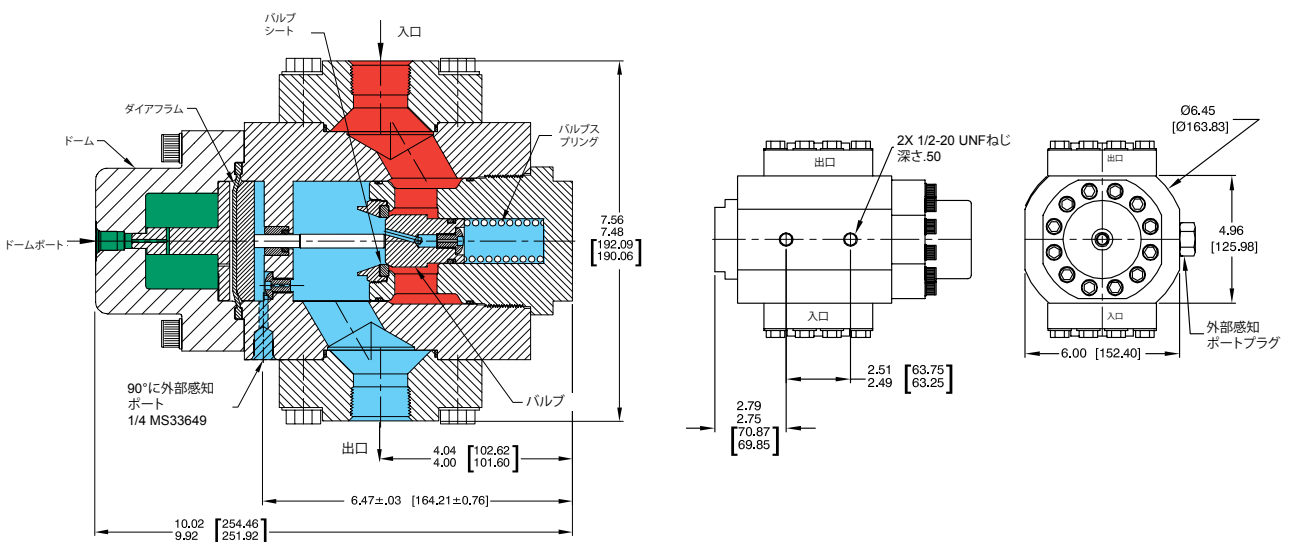 バルブ
シート
入口
ダイアフラム
ドーム
バルブス
プリング
ドームポート
7.56
7.48
[192.09
190.06]
90°に外部感知
ポート
1/4 MS33649
バルブ
出口
4.04
4.00
[102.62
101.60]
6.47±.03 [164.21±0.76]
10.02
9.92
[254.46
251.92]
出口
2X 1/2-20 UNFねじ
深さ.50
入口
2.51
2.49
[63.75
63.25]
2.79
2.75
[70.87
69.85]
Ø6.45
[Ø163.83]
出口
4.96
[125.98]
入口
外部感知
ポートプラグ
6.00 [152.40]